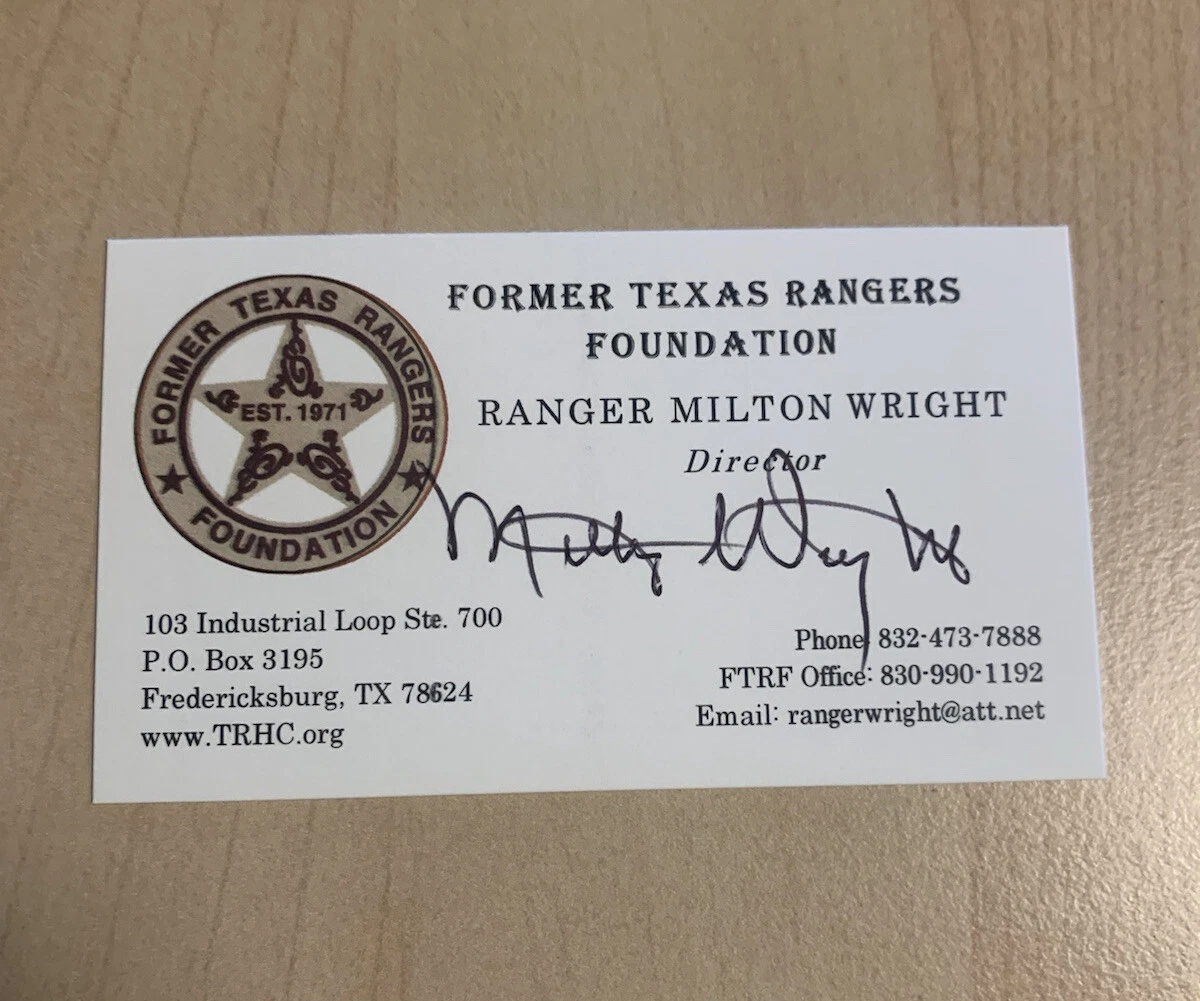 FORMER TEXAS RANGERS
FOUNDATION
EST. 1971
FORMER TEXAS RANGERS
FOUNDATION
RANGER MILTON WRIGHT
Director
Milton Wright
103 Industrial Loop Ste. 700
P.O. Box 3195
Fredericksburg, TX 78624
www.TRHC.org
Phone: 832-473-7888
FTRF Office: 830-990-1192
Email: rangerwright@att.net